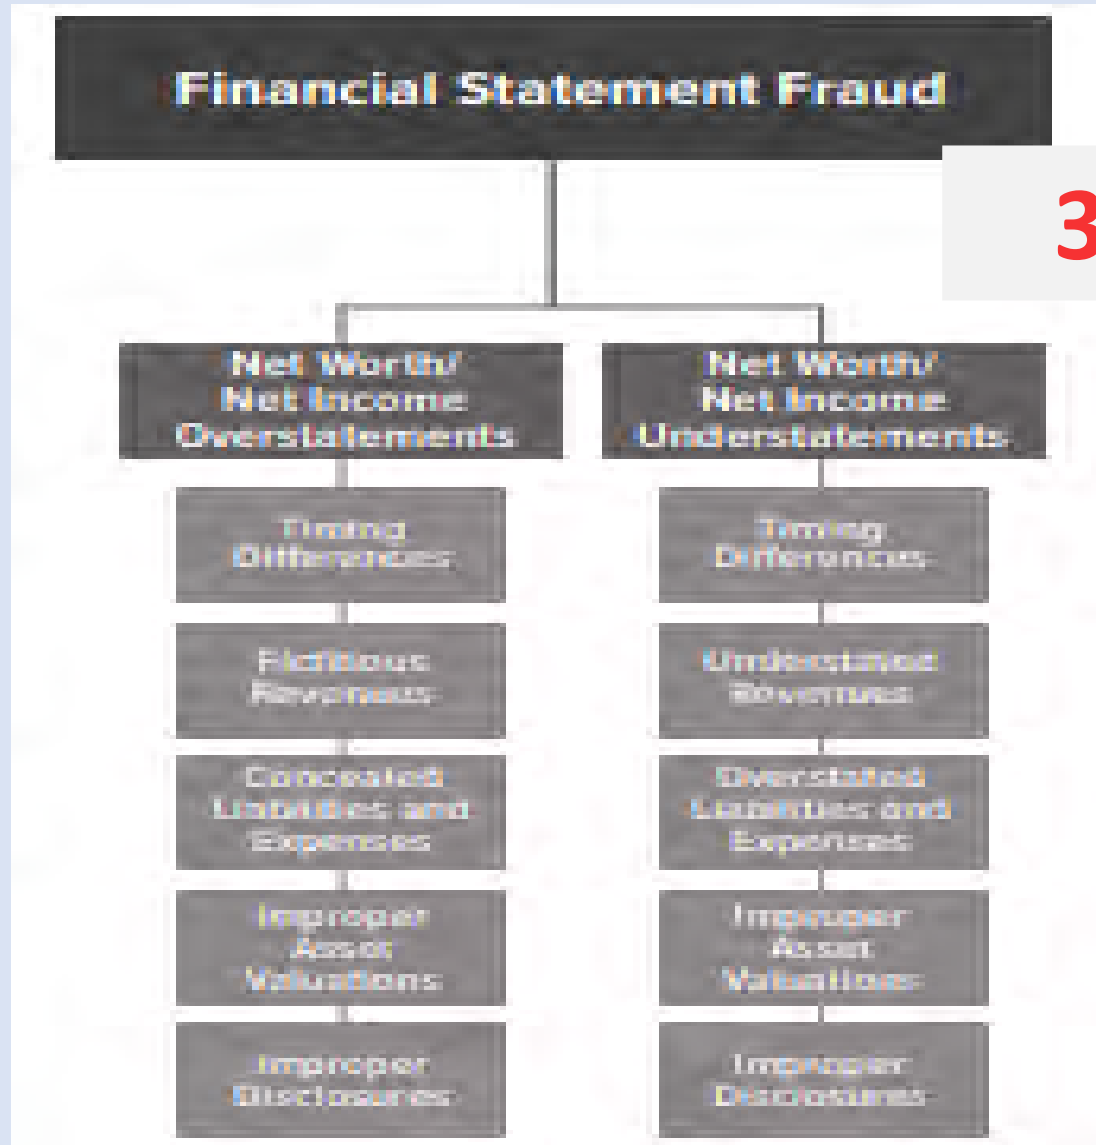 Financial Statement Fraud
3
Net Worth/
Net Income
Overstatements
Net Worth/
Net Income
Understatements
Timing
Differences
Timing
Differences
Fictitious
Revenues
Understated
Revenues
Concealed
Liabilities and
Expenses
Overstated
Liabilities and
Expenses
Improper
Asset
Valuations
Improper
Asset
Valuations
Improper
Disclosures
Improper
Disclosures